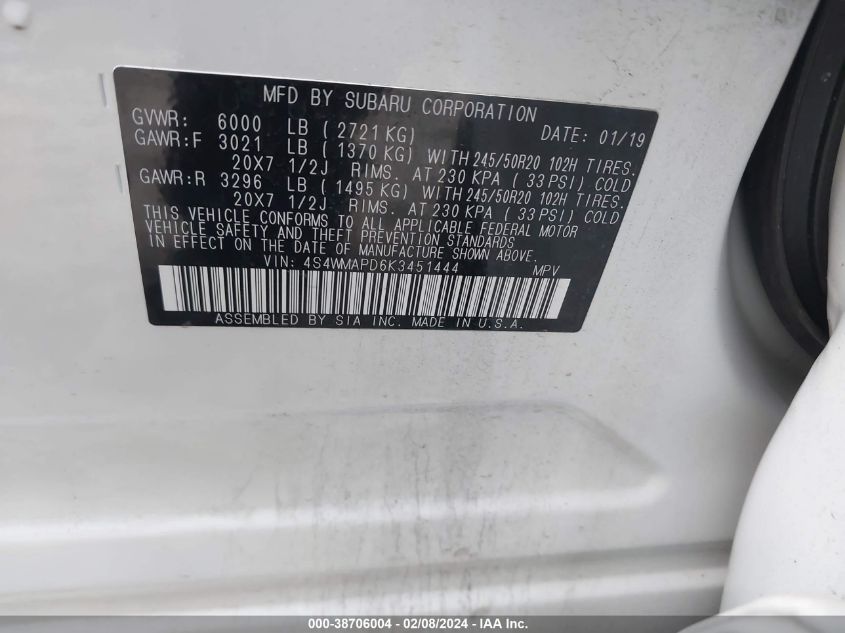 MFD BY SUBARU CORPORATION
GVWR: 6000 LB ( 2721 KG) DATE: 01/19
GAWR:F 3021 LB ( 1370 KG) WITH 245/50R20 102H TIRES.
20X7 1/2J RIMS. AT 230 KPA ( 33 PSI) COLD
GAWR:R 3296 LB ( 1495 KG) WITH 245/50R20 102H TIRES.
20X7 1/2J RIMS. AT 230 KPA ( 33 PSI) COLD
THIS VEHICLE CONFORMS TO ALL APPLICABLE FEDERAL MOTOR
VEHICLE SAFETY AND THEFT PREVENTION STANDARDS
IN EFFECT ON THE DATE OF MANUFACTURE SHOWN ABOVE.
VIN: 4S4WMAPD6K3451444 MPV
ASSEMBLED BY SIA INC. MADE IN U.S.A.
000-38706004 - 02/08/2024 - IAA Inc.